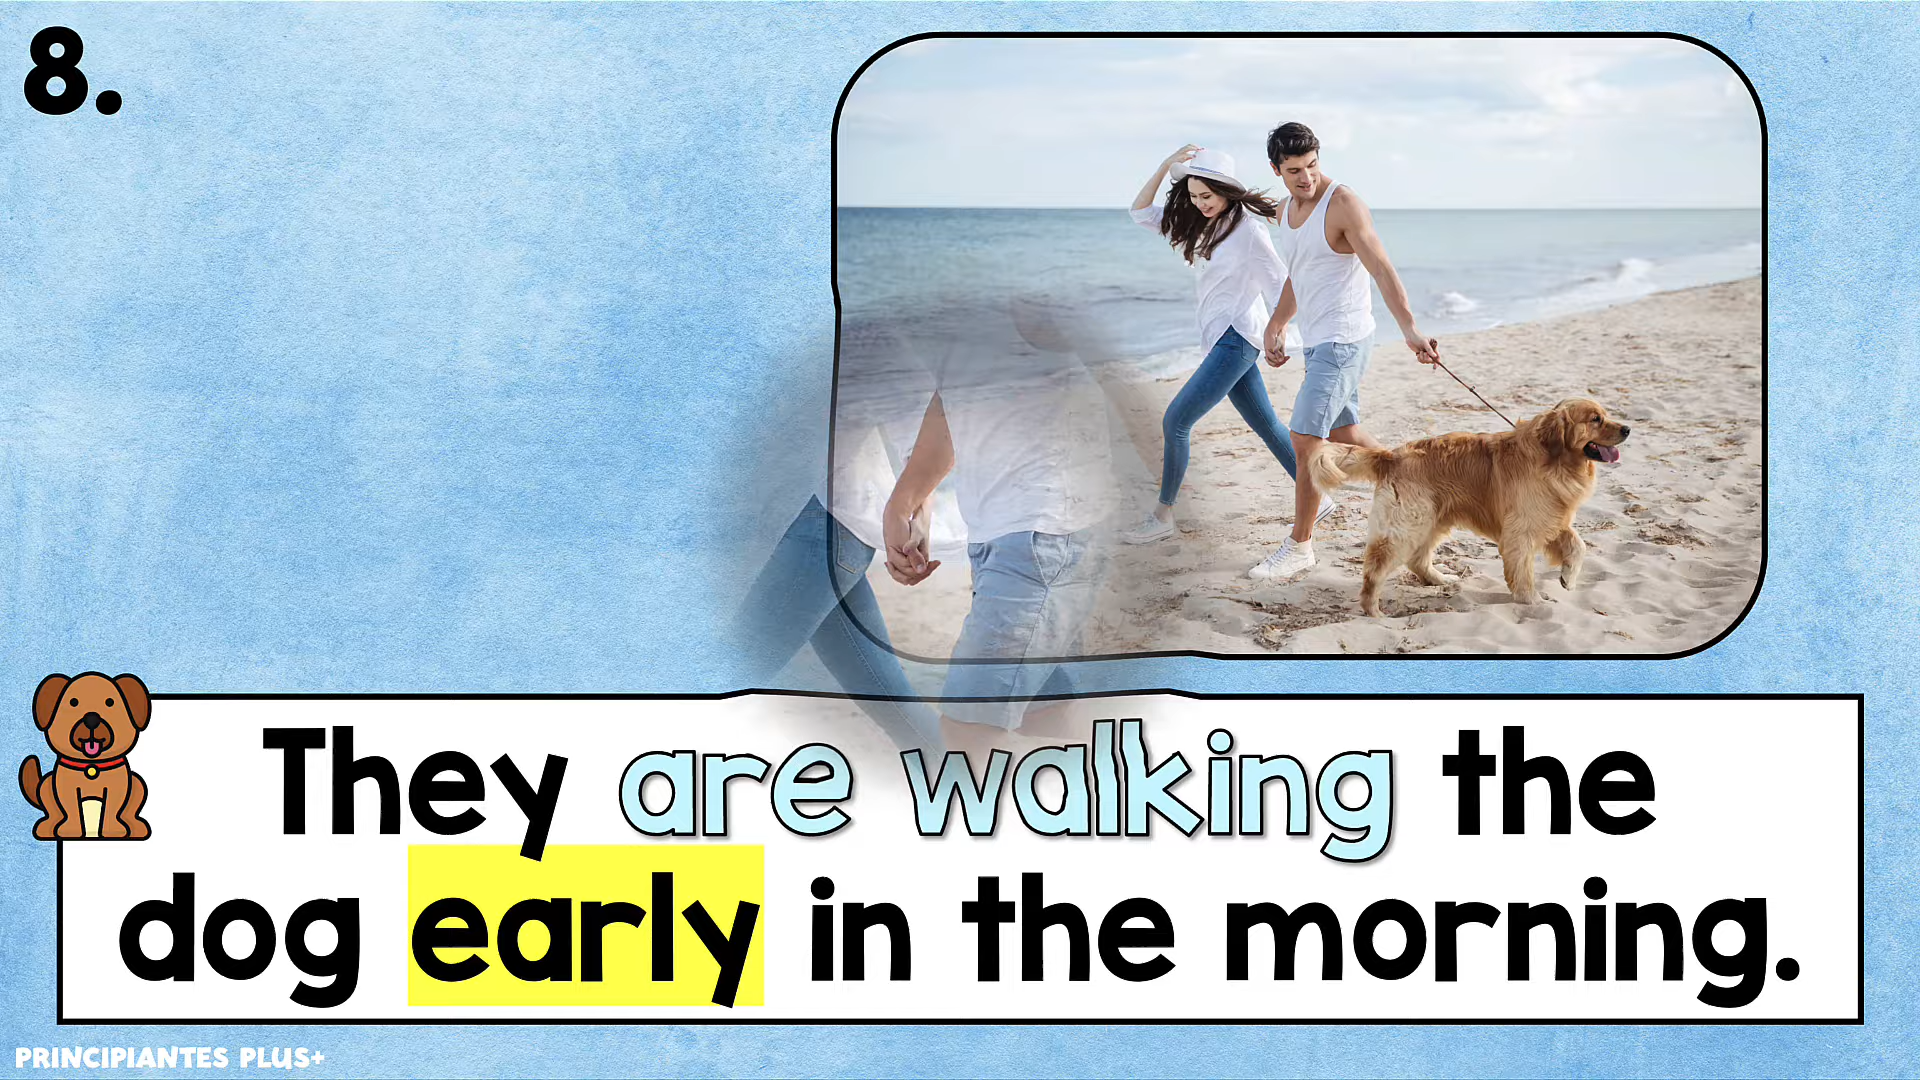 8.
They are walking the
dog early in the morning.
PRINCIPIANTES PLUS+